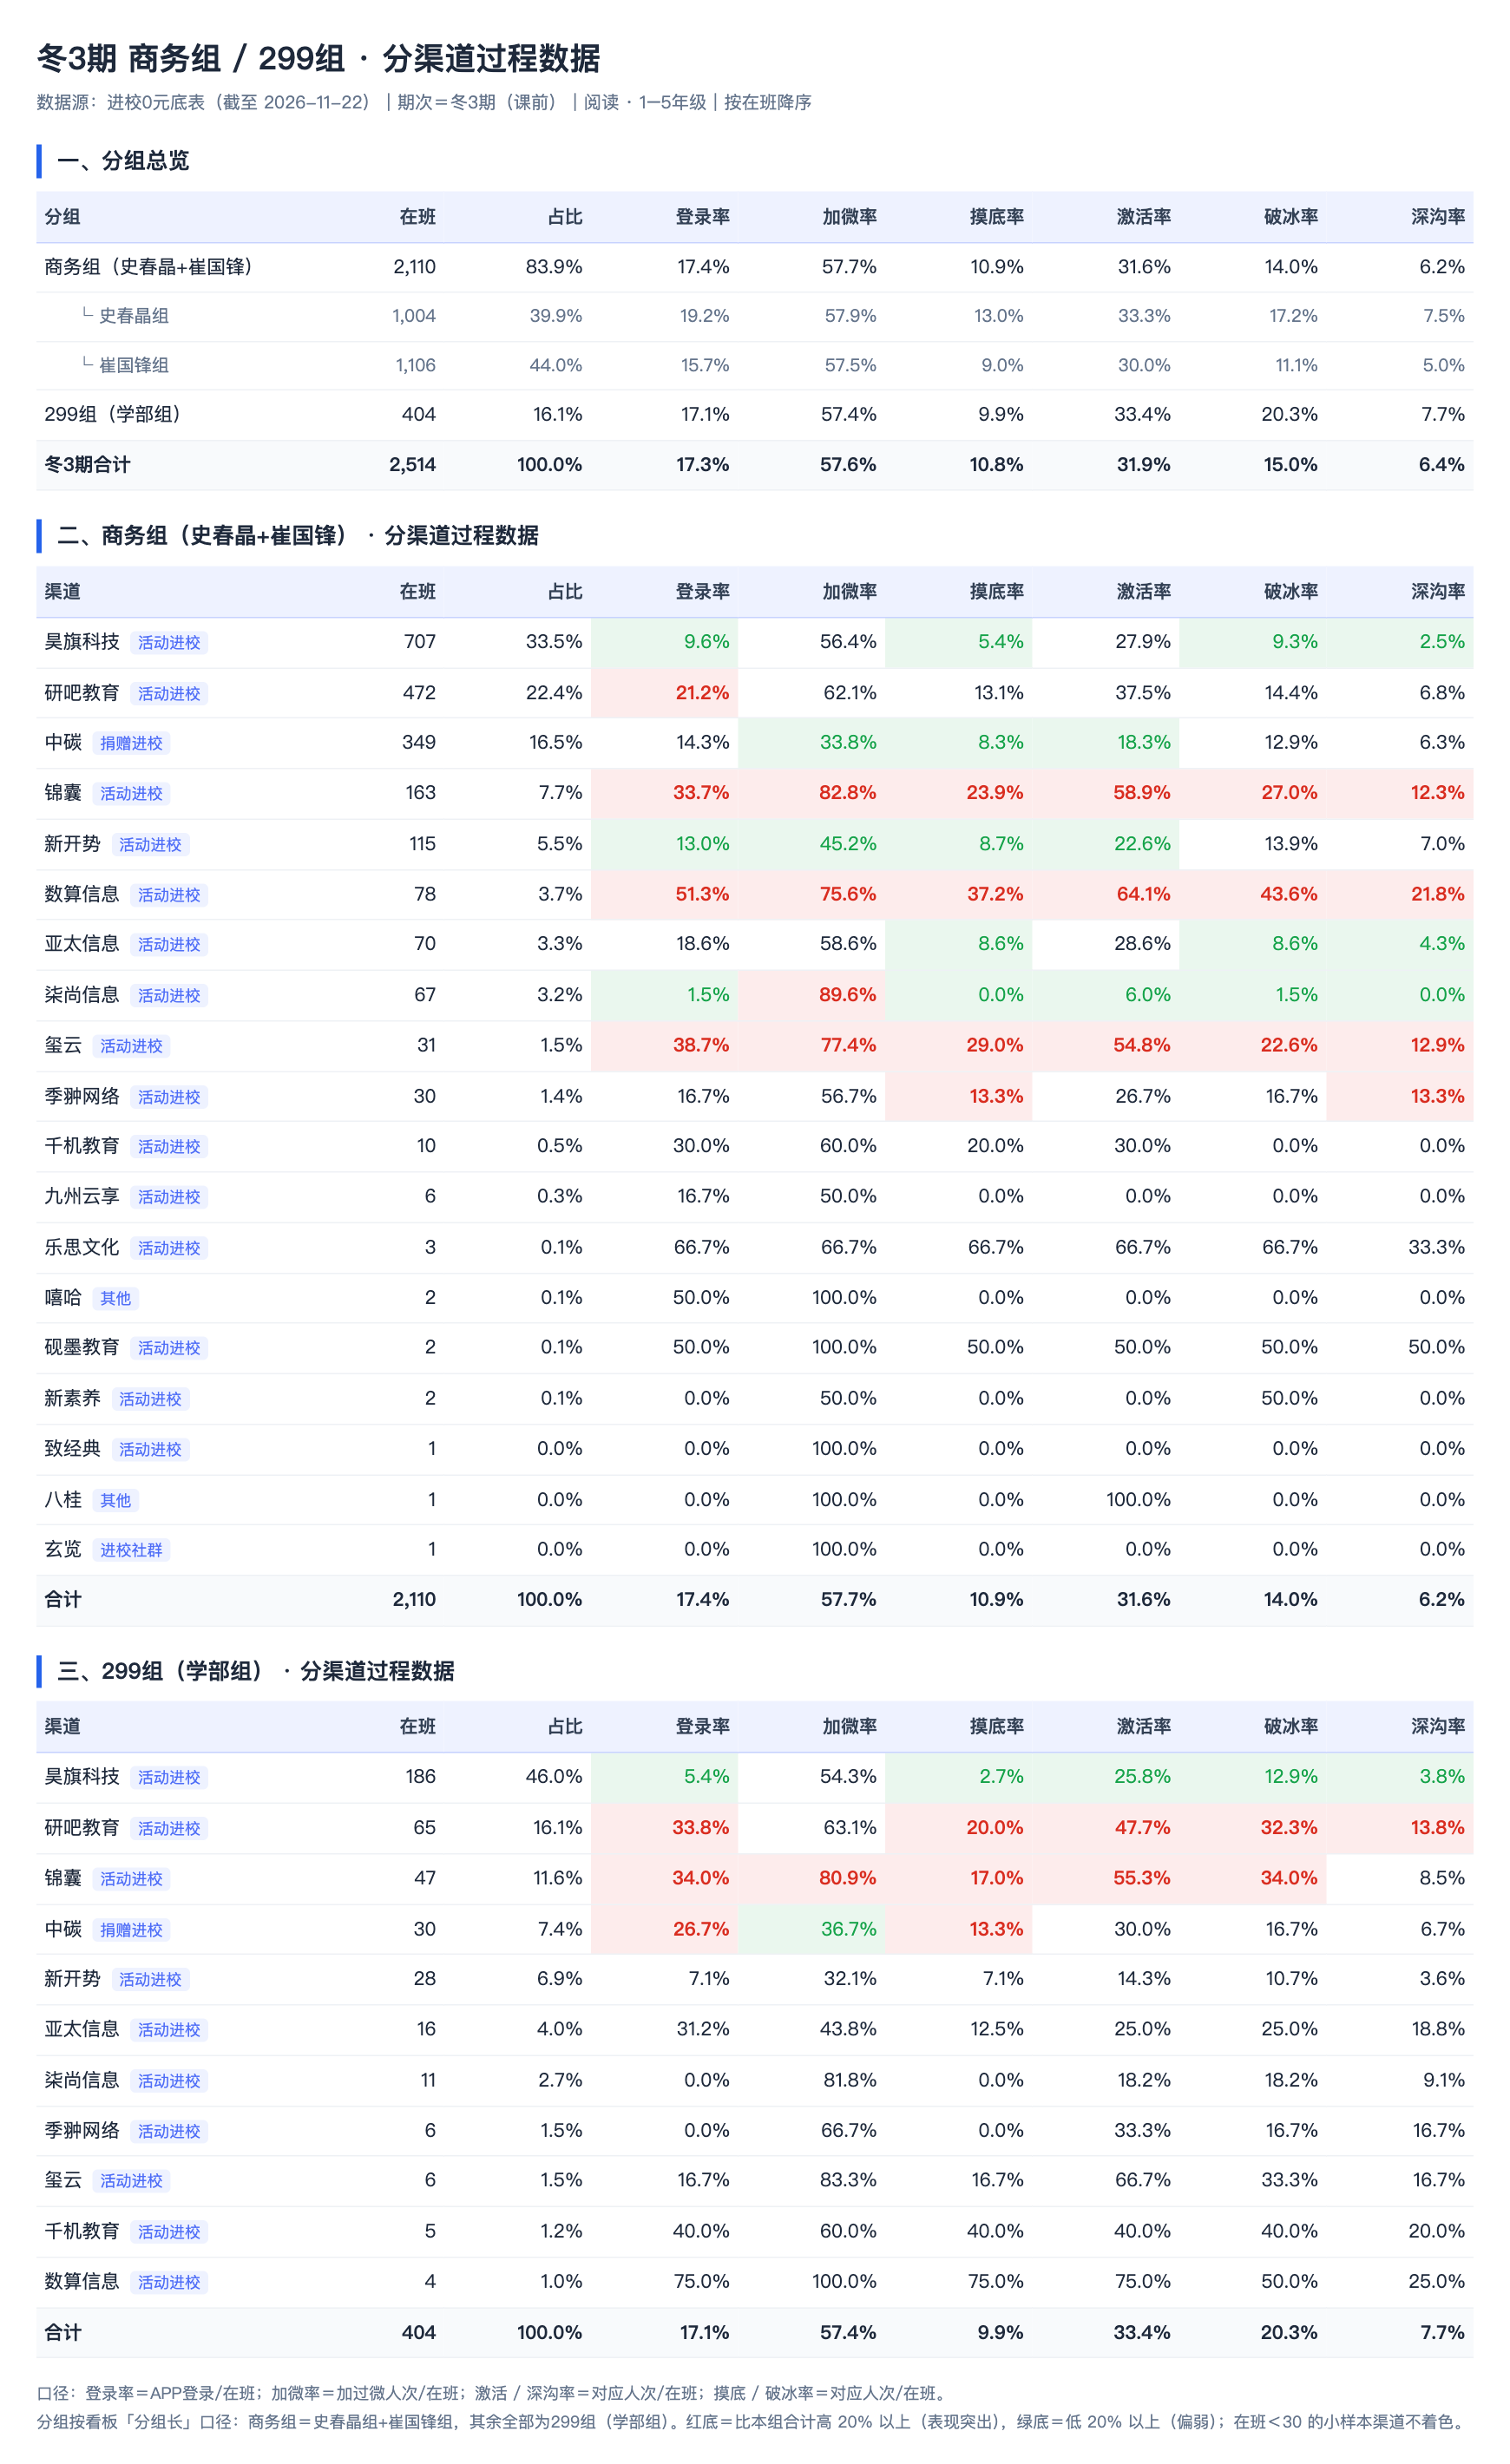 冬3期 商务组 / 299组 · 分渠道过程数据
数据源：进校0元底表（截至 2026-11-22）｜期次＝冬3期（课前）｜阅读 · 1—5年级｜按在班降序
一、分组总览
分组 在班 占比 登录率 加微率 摸底率 激活率 破冰率 深沟率
商务组（史春晶+崔国锋） 2,110 83.9% 17.4% 57.7% 10.9% 31.6% 14.0% 6.2%
└ 史春晶组 1,004 39.9% 19.2% 57.9% 13.0% 33.3% 17.2% 7.5%
└ 崔国锋组 1,106 44.0% 15.7% 57.5% 9.0% 30.0% 11.1% 5.0%
299组（学部组） 404 16.1% 17.1% 57.4% 9.9% 33.4% 20.3% 7.7%
冬3期合计 2,514 100.0% 17.3% 57.6% 10.8% 31.9% 15.0% 6.4%
二、商务组（史春晶+崔国锋） · 分渠道过程数据
渠道 在班 占比 登录率 加微率 摸底率 激活率 破冰率 深沟率
昊旗科技 活动进校 707 33.5% 9.6% 56.4% 5.4% 27.9% 9.3% 2.5%
研吧教育 活动进校 472 22.4% 21.2% 62.1% 13.1% 37.5% 14.4% 6.8%
中碳 捐赠进校 349 16.5% 14.3% 33.8% 8.3% 18.3% 12.9% 6.3%
锦囊 活动进校 163 7.7% 33.7% 82.8% 23.9% 58.9% 27.0% 12.3%
新开势 活动进校 115 5.5% 13.0% 45.2% 8.7% 22.6% 13.9% 7.0%
数算信息 活动进校 78 3.7% 51.3% 75.6% 37.2% 64.1% 43.6% 21.8%
亚太信息 活动进校 70 3.3% 18.6% 58.6% 8.6% 28.6% 8.6% 4.3%
柒尚信息 活动进校 67 3.2% 1.5% 89.6% 0.0% 6.0% 1.5% 0.0%
玺云 活动进校 31 1.5% 38.7% 77.4% 29.0% 54.8% 22.6% 12.9%
季翀网络 活动进校 30 1.4% 16.7% 56.7% 13.3% 26.7% 16.7% 13.3%
千机教育 活动进校 10 0.5% 30.0% 60.0% 20.0% 30.0% 0.0% 0.0%
九州云享 活动进校 6 0.3% 16.7% 50.0% 0.0% 0.0% 0.0% 0.0%
乐思文化 活动进校 3 0.1% 66.7% 66.7% 66.7% 66.7% 66.7% 33.3%
嘻哈 其他 2 0.1% 50.0% 100.0% 0.0% 0.0% 0.0% 0.0%
砚墨教育 活动进校 2 0.1% 50.0% 100.0% 50.0% 50.0% 50.0% 50.0%
新素养 活动进校 2 0.1% 0.0% 50.0% 0.0% 0.0% 50.0% 0.0%
致经典 活动进校 1 0.0% 0.0% 100.0% 0.0% 0.0% 0.0% 0.0%
八桂 其他 1 0.0% 0.0% 100.0% 0.0% 100.0% 0.0% 0.0%
玄览 进校社群 1 0.0% 0.0% 100.0% 0.0% 0.0% 0.0% 0.0%
合计 2,110 100.0% 17.4% 57.7% 10.9% 31.6% 14.0% 6.2%
三、299组（学部组） · 分渠道过程数据
渠道 在班 占比 登录率 加微率 摸底率 激活率 破冰率 深沟率
昊旗科技 活动进校 186 46.0% 5.4% 54.3% 2.7% 25.8% 12.9% 3.8%
研吧教育 活动进校 65 16.1% 33.8% 63.1% 20.0% 47.7% 32.3% 13.8%
锦囊 活动进校 47 11.6% 34.0% 80.9% 17.0% 55.3% 34.0% 8.5%
中碳 捐赠进校 30 7.4% 26.7% 36.7% 13.3% 30.0% 16.7% 6.7%
新开势 活动进校 28 6.9% 7.1% 32.1% 7.1% 14.3% 10.7% 3.6%
亚太信息 活动进校 16 4.0% 31.2% 43.8% 12.5% 25.0% 25.0% 18.8%
柒尚信息 活动进校 11 2.7% 0.0% 81.8% 0.0% 18.2% 18.2% 9.1%
季翀网络 活动进校 6 1.5% 0.0% 66.7% 0.0% 33.3% 16.7% 16.7%
玺云 活动进校 6 1.5% 16.7% 83.3% 16.7% 66.7% 33.3% 16.7%
千机教育 活动进校 5 1.2% 40.0% 60.0% 40.0% 40.0% 40.0% 20.0%
数算信息 活动进校 4 1.0% 75.0% 100.0% 75.0% 75.0% 50.0% 25.0%
合计 404 100.0% 17.1% 57.4% 9.9% 33.4% 20.3% 7.7%
口径：登录率＝APP登录/在班；加微率＝加过微人次/在班；激活 / 深沟率＝对应人次/在班；摸底 / 破冰率＝对应人次/在班。
分组按看板「分组长」口径：商务组＝史春晶组+崔国锋组，其余全部为299组（学部组）。红底＝比本组合计高 20% 以上（表现突出），绿底＝低 20% 以上（偏弱）；在班＜30 的小样本渠道不着色。